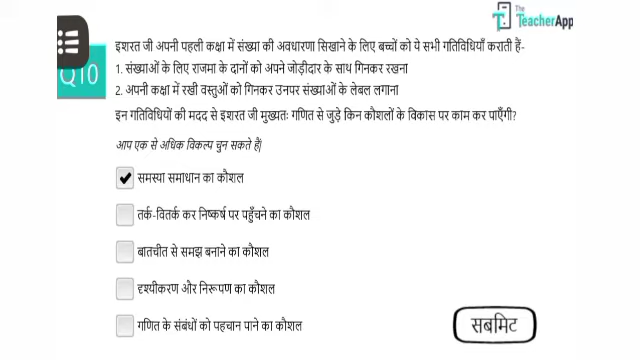 The
TeacherApp
Q10
इशरत जी अपनी पहली कक्षा में संख्या की अवधारणा सिखाने के लिए बच्चों को ये सभी गतिविधियाँ कराती हैं-
1. संख्याओं के लिए राजमा के दानों को अपने जोड़ीदार के साथ गिनकर रखना
2. अपनी कक्षा में रखी वस्तुओं को गिनकर उनपर संख्याओं के लेबल लगाना
इन गतिविधियों की मदद से इशरत जी मुख्यतः गणित से जुड़े किन कौशलों के विकास पर काम कर पाएँगी?
आप एक से अधिक विकल्प चुन सकते हैं|
समस्या समाधान का कौशल
तर्क-वितर्क कर निष्कर्ष पर पहुँचने का कौशल
बातचीत से समझ बनाने का कौशल
दृश्यीकरण और निरूपण का कौशल
गणित के संबंधों को पहचान पाने का कौशल
सबमिट